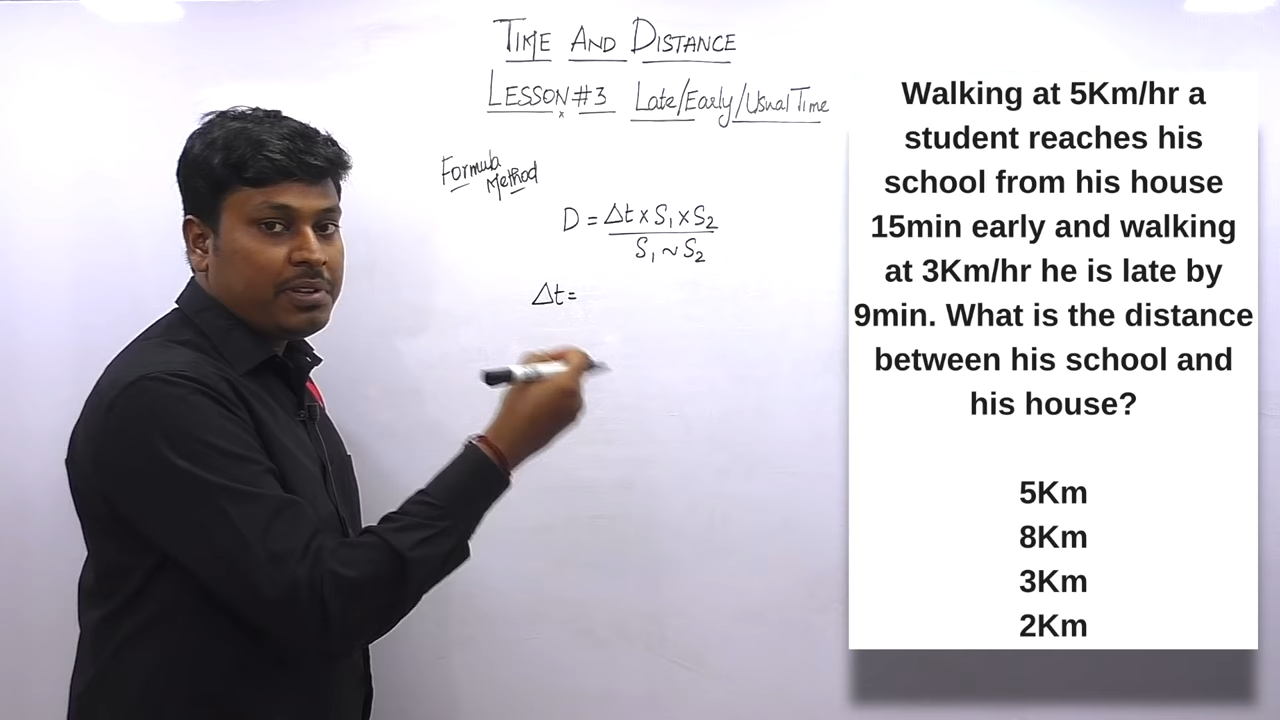 TIME AND DISTANCE
LESSON #3 Late/Early/Usual Time
Formula
Method
D = Δt x S₁ x S₂
S₁ ~ S₂
Δt =
Walking at 5Km/hr a
student reaches his
school from his house
15min early and walking
at 3Km/hr he is late by
9min. What is the distance
between his school and
his house?
5Km
8Km
3Km
2Km